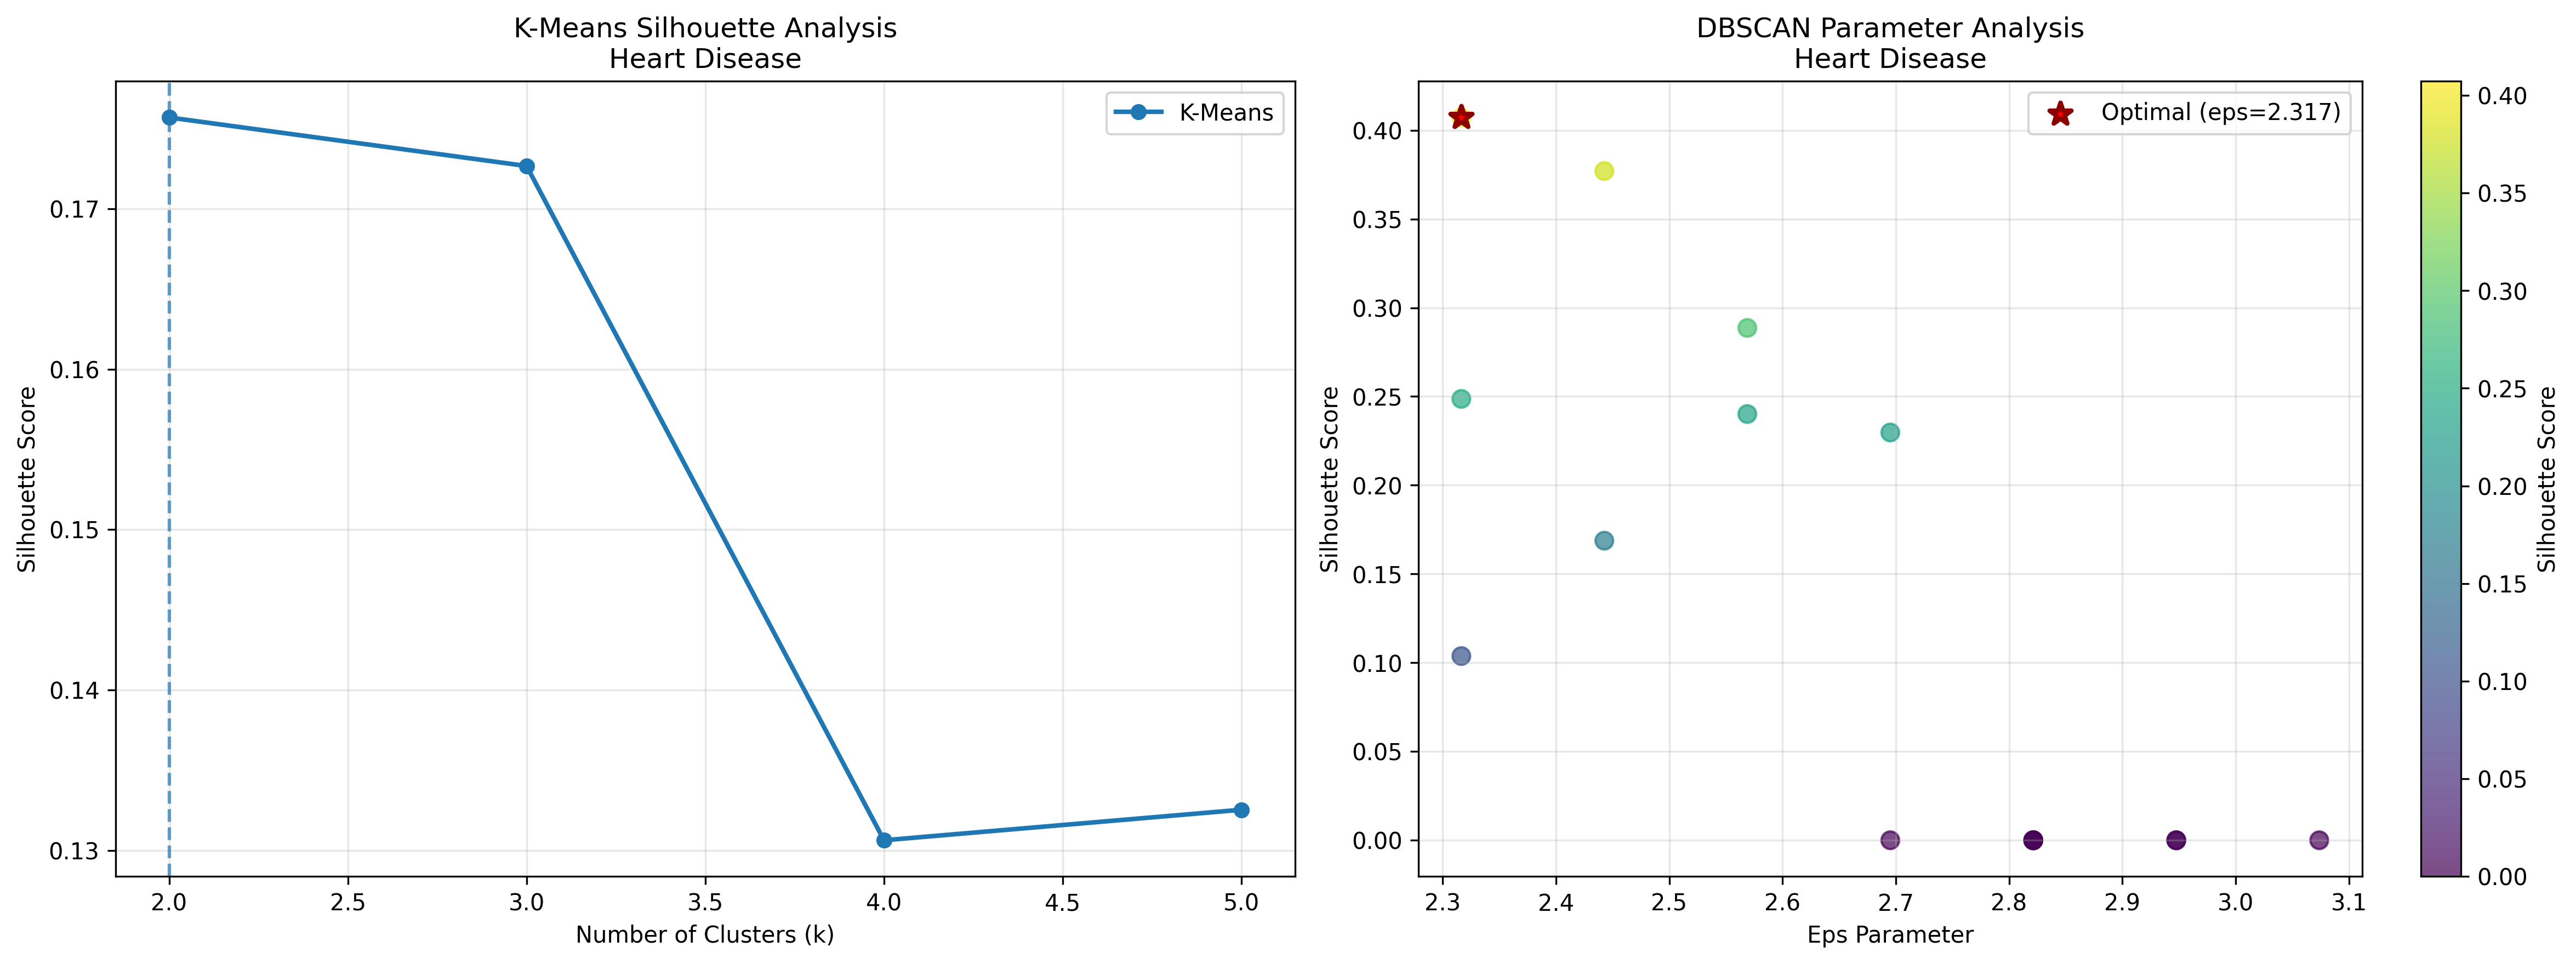 K-Means Silhouette Analysis
Heart Disease
K-Means
Silhouette Score
0.17
0.16
0.15
0.14
0.13
2.0 2.5 3.0 3.5 4.0 4.5 5.0
Number of Clusters (k)
DBSCAN Parameter Analysis
Heart Disease
Optimal (eps=2.317)
Silhouette Score
0.40
0.35
0.30
0.25
0.20
0.15
0.10
0.05
0.00
2.3 2.4 2.5 2.6 2.7 2.8 2.9 3.0 3.1
Eps Parameter
0.40
0.35
0.30
0.25
0.20
0.15
0.10
0.05
0.00
Silhouette Score